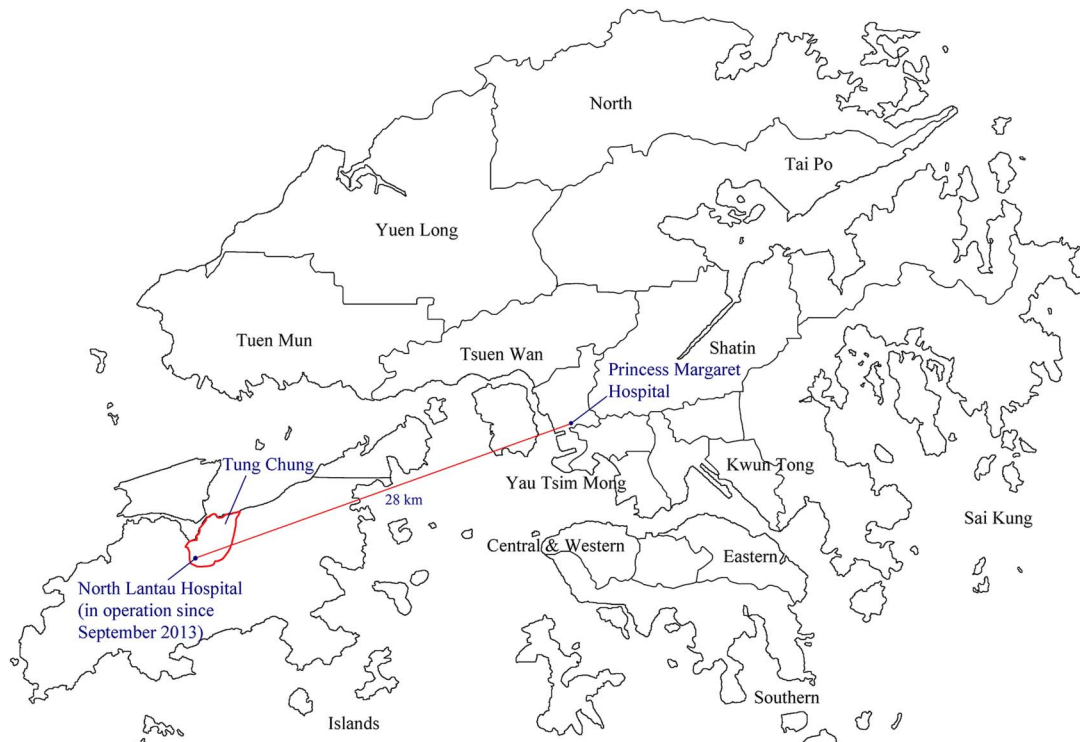 North
Tai Po
Yuen Long
Tuen Mun
Tsuen Wan
Shatin
Princess Margaret
Hospital
Tung Chung
28 km
Yau Tsim Mong
Kwun Tong
Sai Kung
Central & Western
Eastern
North Lantau Hospital
(in operation since
September 2013)
Southern
Islands